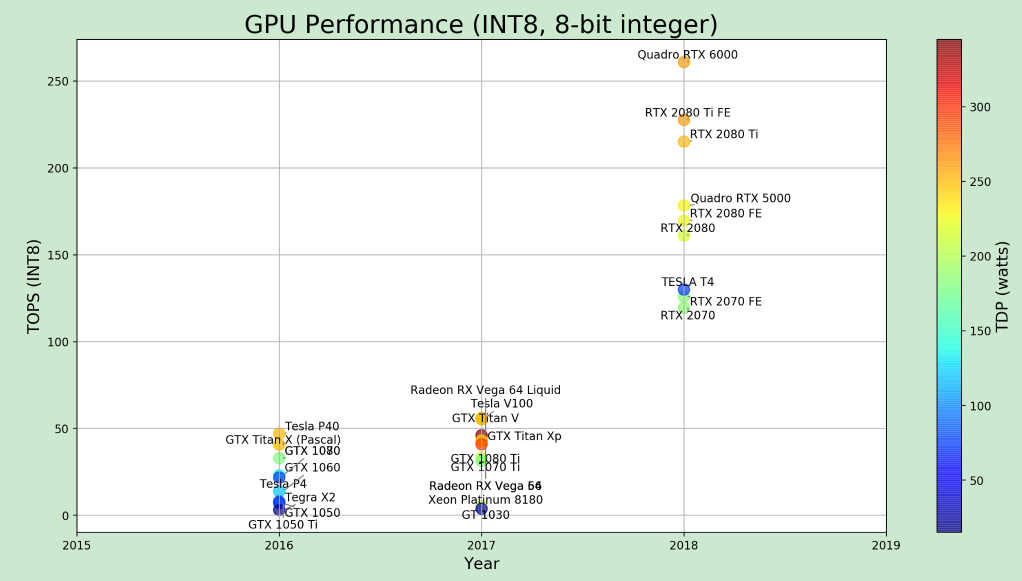 GPU Performance (INT8, 8-bit integer)
TOPS (INT8)
250
200
150
100
50
0
Quadro RTX 6000
RTX 2080 Ti FE
RTX 2080 Ti
Quadro RTX 5000
RTX 2080 FE
RTX 2080
TESLA T4
RTX 2070 FE
RTX 2070
Radeon RX Vega 64 Liquid
Tesla V100
GTX Titan V
GTX Titan Xp
GTX 1080 Ti
GTX 1070 Ti
Radeon RX Vega
Xeon Platinum 8180
GT 1030
Tesla P40
GTX Titan X (Pascal)
GTX
GTX 1060
Tesla P4
Tegra X2
GTX 1050
GTX 1050 Ti
2015
2016
2017
2018
2019
Year
300
250
200
150
100
50
TDP (watts)